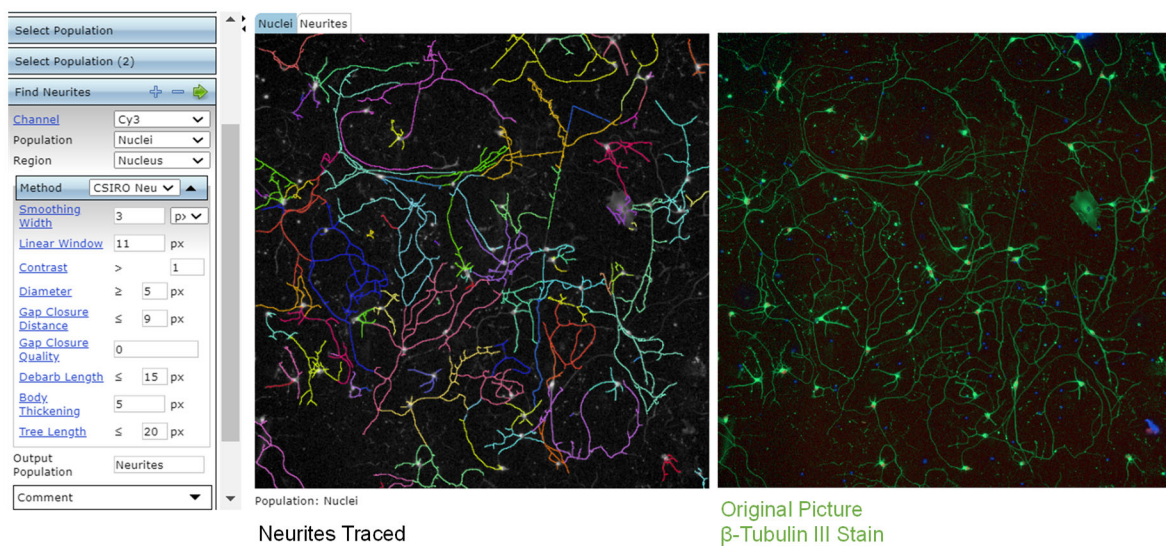 Select Population
Select Population (2)
Find Neurites
Channel Cy3
Population Nuclei
Region Nucleus
Method CSIRO Neu
Smoothing Width 3 px
Linear Window 11 px
Contrast > 1
Diameter ≥ 5 px
Gap Closure Distance ≤ 9 px
Gap Closure Quality 0
Debarb Length ≤ 15 px
Body Thickening 5 px
Tree Length ≤ 20 px
Output Population Neurites
Comment
Nuclei Neurites
Population: Nuclei
Neurites Traced
Original Picture
β-Tubulin III Stain